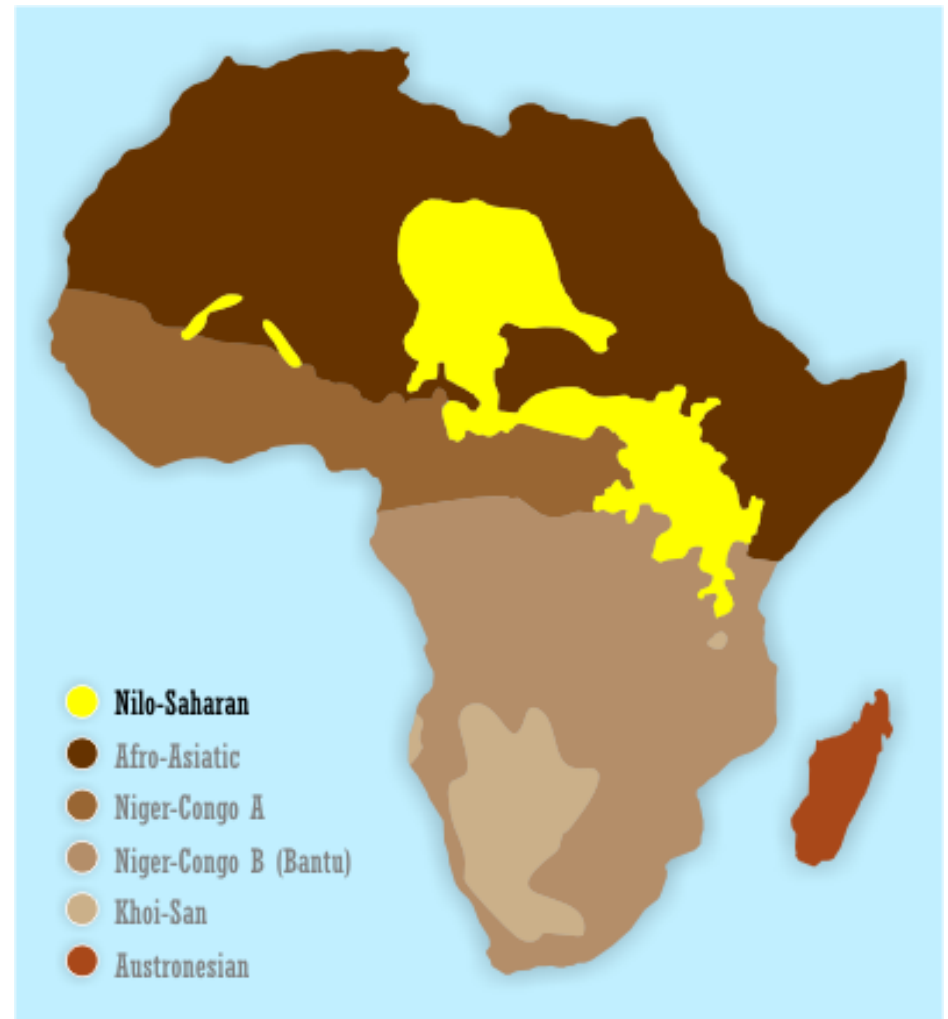 Nilo-Saharan
Afro-Asiatic
Niger-Congo A
Niger-Congo B (Bantu)
Khoi-San
Austronesian